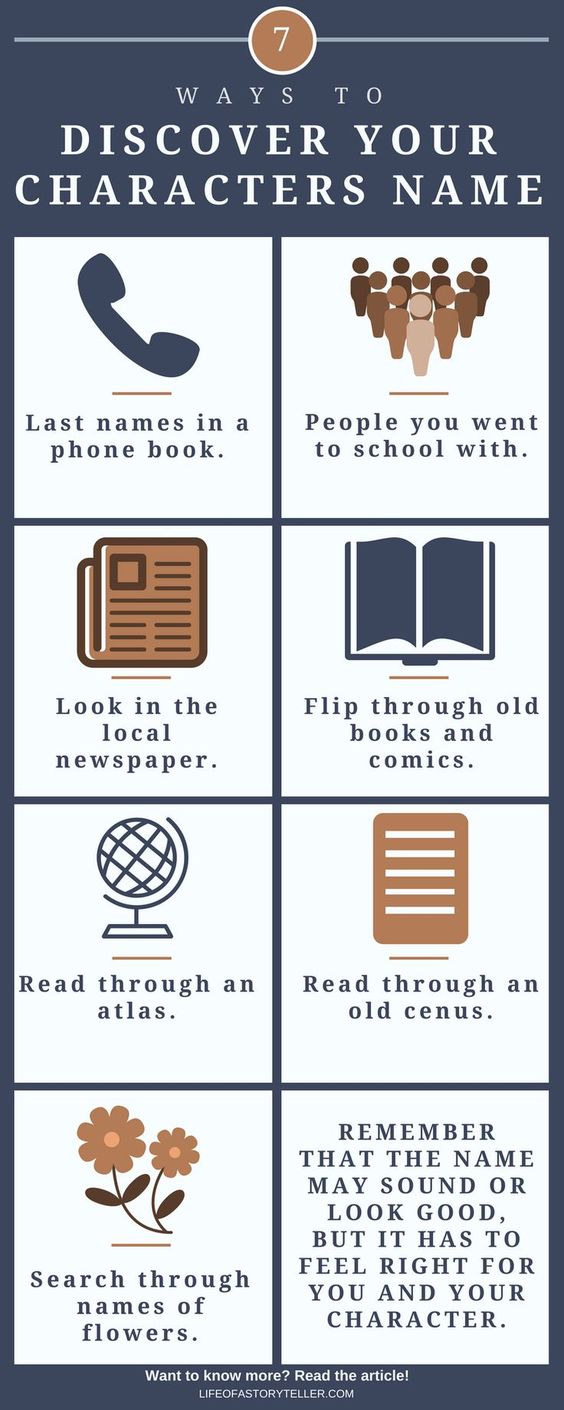 7
WAYS TO
DISCOVER YOUR
CHARACTERS NAME
Last names in a
phone book.
People you went
to school with.
Look in the
local
newspaper.
Flip through old
books and
comics.
Read through an
atlas.
Read through an
old cenus.
Search through
names of
flowers.
REMEMBER
THAT THE NAME
MAY SOUND OR
LOOK GOOD,
BUT IT HAS TO
FEEL RIGHT FOR
YOU AND YOUR
CHARACTER.
Want to know more? Read the article!
LIFEOFASTORYTELLER.COM